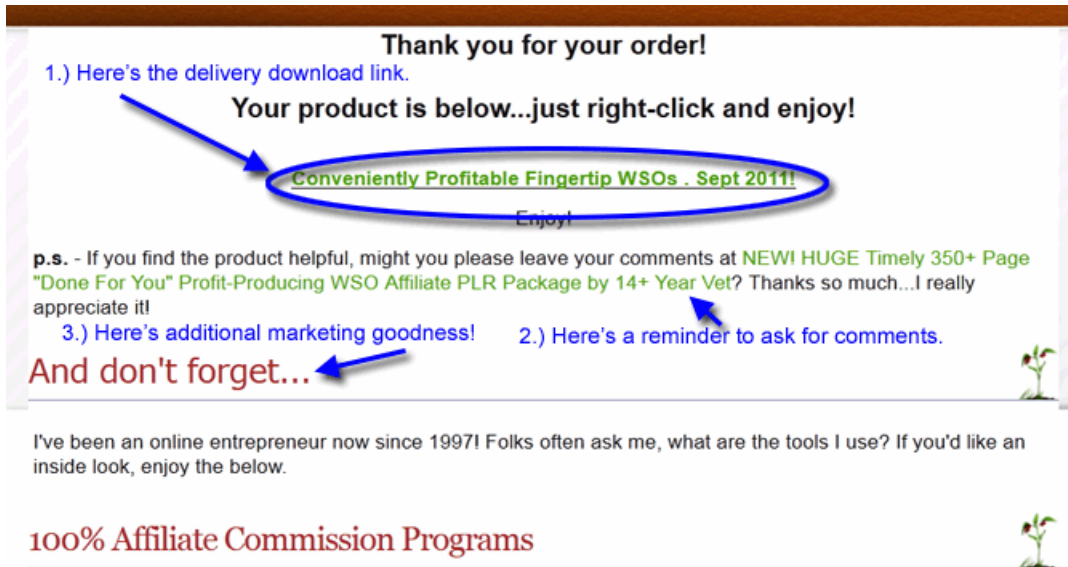 Thank you for your order!
1.) Here's the delivery download link.
Your product is below...just right-click and enjoy!
Conveniently Profitable Fingertip WSOs . Sept 2011!
Enjoy!
p.s. - If you find the product helpful, might you please leave your comments at NEW! HUGE Timely 350+ Page
"Done For You" Profit-Producing WSO Affiliate PLR Package by 14+ Year Vet? Thanks so much...I really
appreciate it!
3.) Here's additional marketing goodness!
2.) Here's a reminder to ask for comments.
And don't forget...
I've been an online entrepreneur now since 1997! Folks often ask me, what are the tools I use? If you'd like an
inside look, enjoy the below.
100% Affiliate Commission Programs